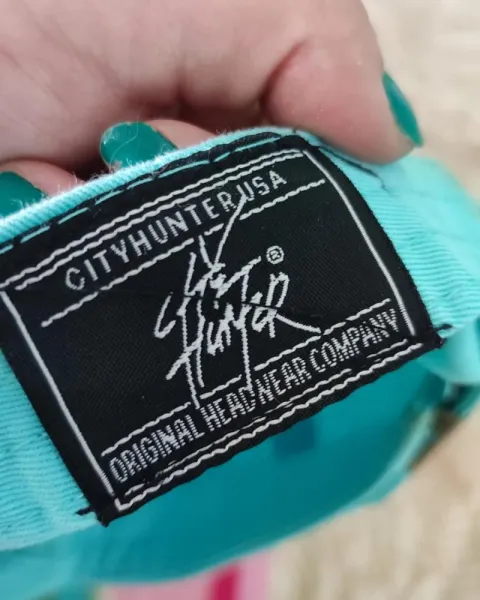 CITYHUNTER USA
City
HUNTER ®
ORIGINAL HEADWEAR COMPANY